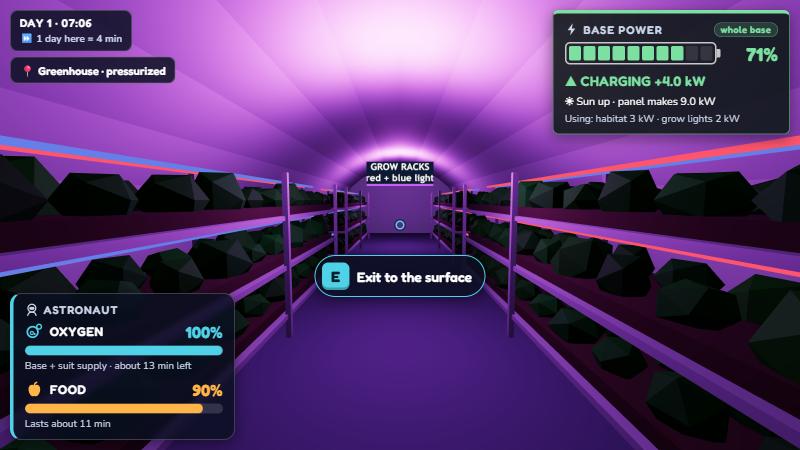 DAY 1 · 07:06
1 day here = 4 min
Greenhouse · pressurized
BASE POWER
whole base
71%
CHARGING +4.0 kW
Sun up · panel makes 9.0 kW
Using: habitat 3 kW · grow lights 2 kW
GROW RACKS
red + blue light
E Exit to the surface
ASTRONAUT
OXYGEN 100%
Base + suit supply · about 13 min left
FOOD 90%
Lasts about 11 min